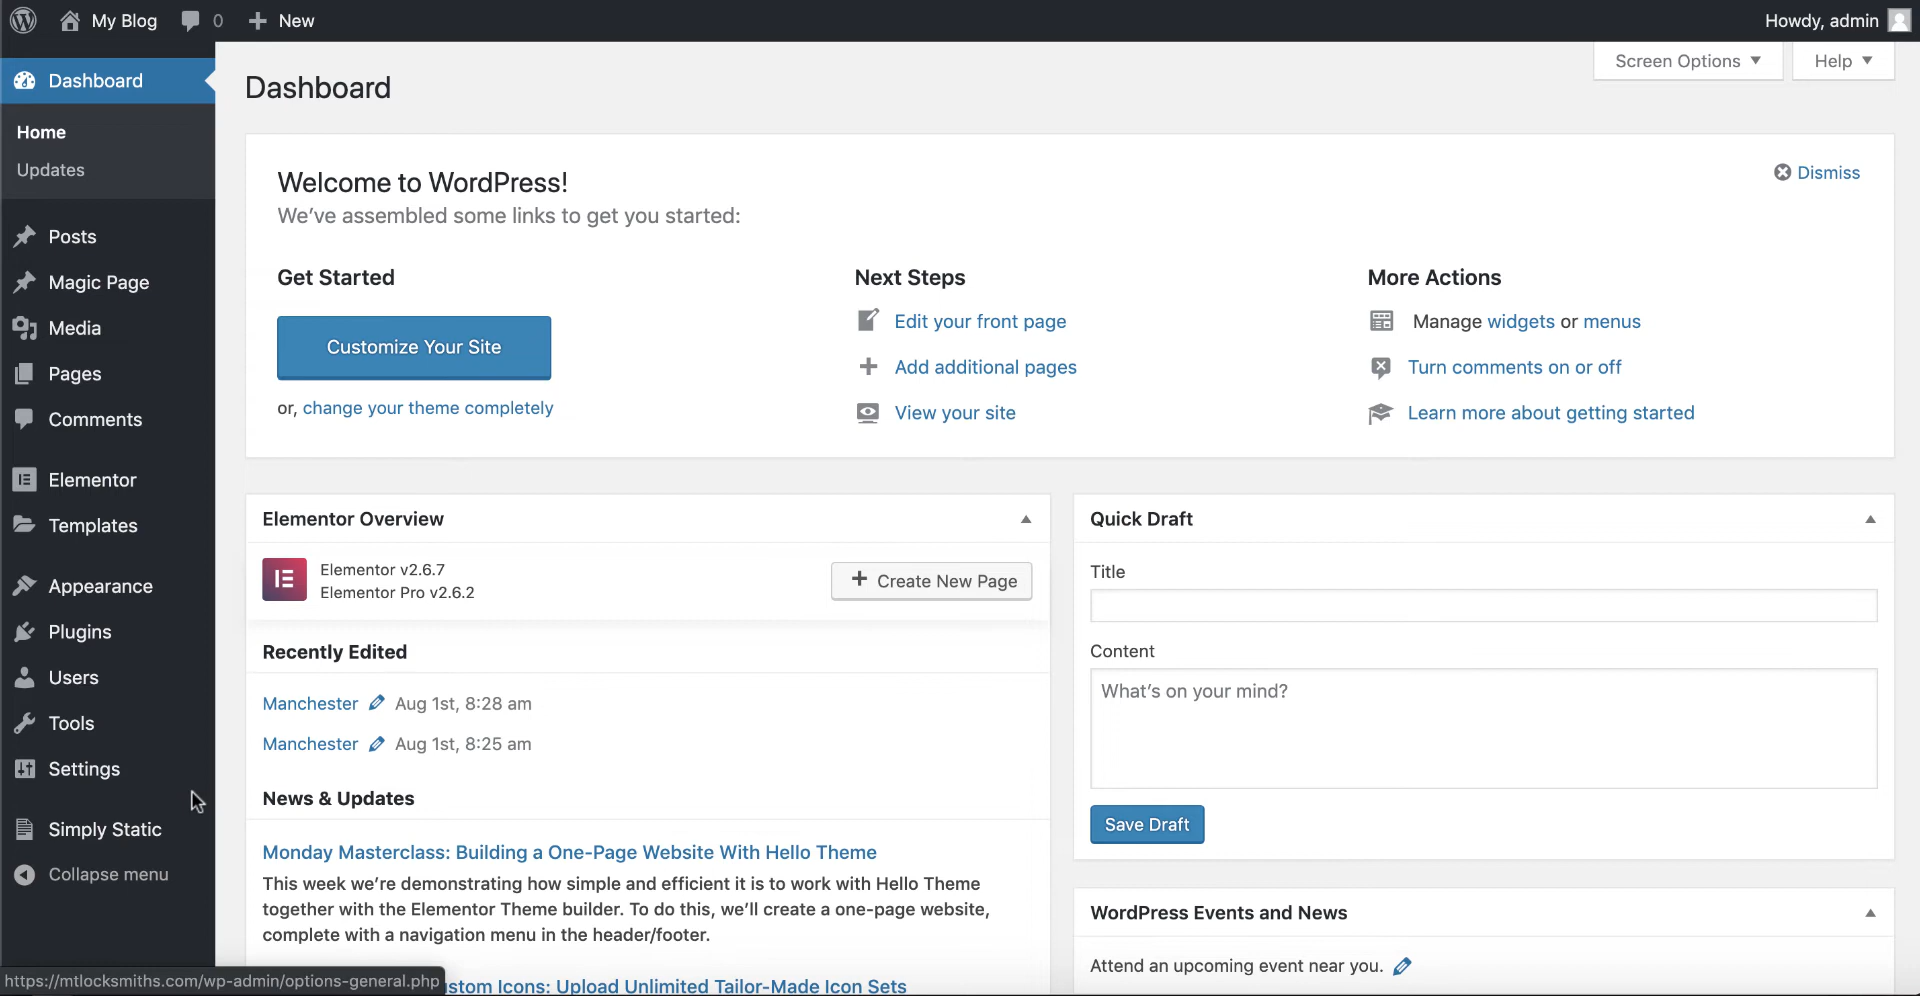 My Blog 0 New Howdy, admin
Screen Options Help
Dashboard
Home
Updates
Posts
Magic Page
Media
Pages
Comments
Elementor
Templates
Appearance
Plugins
Users
Tools
Settings
Simply Static
Collapse menu
Dashboard
Welcome to WordPress!
Dismiss
We've assembled some links to get you started:
Get Started
Customize Your Site
or, change your theme completely
Next Steps
Edit your front page
Add additional pages
View your site
More Actions
Manage widgets or menus
Turn comments on or off
Learn more about getting started
Elementor Overview
Elementor v2.6.7
Elementor Pro v2.6.2
Create New Page
Recently Edited
Manchester Aug 1st, 8:28 am
Manchester Aug 1st, 8:25 am
News & Updates
Monday Masterclass: Building a One-Page Website With Hello Theme
This week we're demonstrating how simple and efficient it is to work with Hello Theme
together with the Elementor Theme builder. To do this, we'll create a one-page website,
complete with a navigation menu in the header/footer.
stom Icons: Upload Unlimited Tailor-Made Icon Sets
Quick Draft
Title
Content
What's on your mind?
Save Draft
WordPress Events and News
Attend an upcoming event near you.
https://mtlocksmiths.com/wp-admin/options-general.php